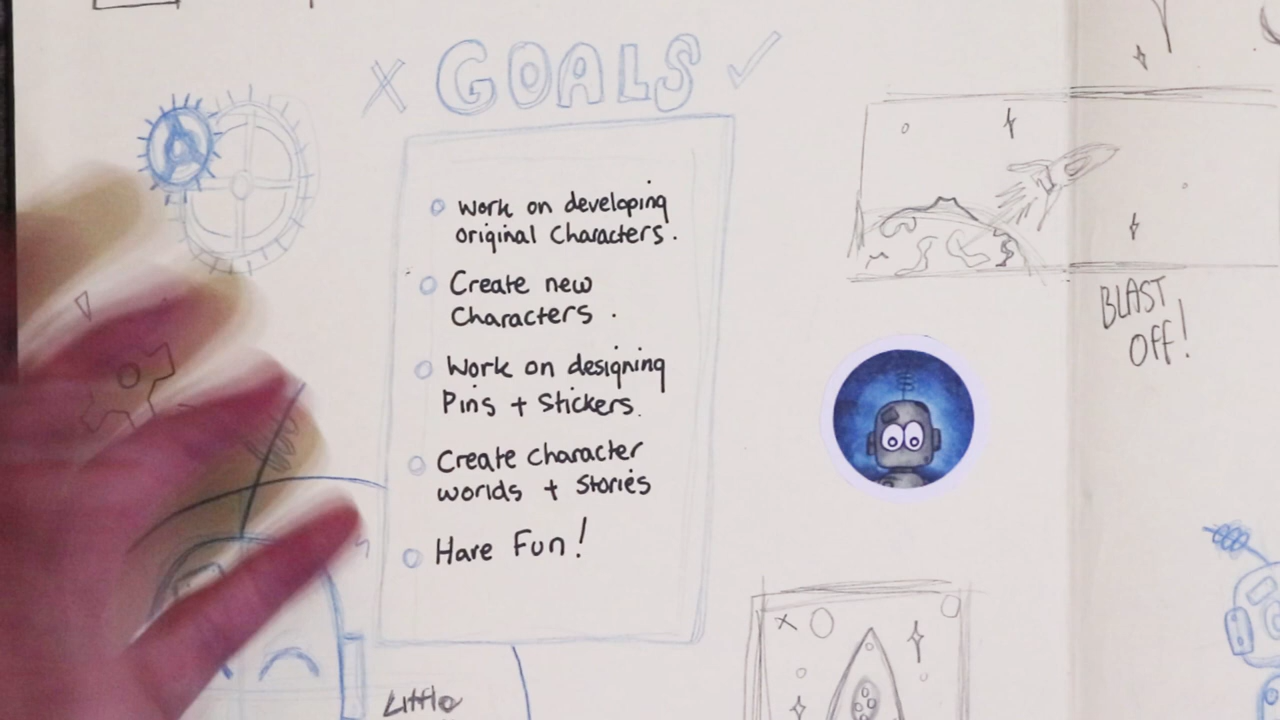 GOALS
Work on developing
original Characters.
Create new
Characters.
Work on designing
Pins + Stickers.
Create Character
worlds + Stories
Have Fun!
BLAST
Off!
Little